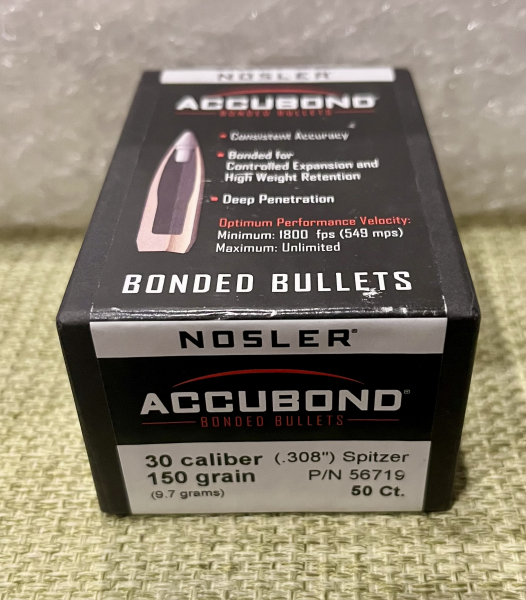 NOSLER
ACCUBOND®
BONDED BULLETS
• Consistent Accuracy
• Bonded for
Controlled Expansion and
High Weight Retention
• Deep Penetration
Optimum Performance Velocity:
Minimum: 1800 fps (549 mps)
Maximum: Unlimited
BONDED BULLETS
NOSLER®
ACCUBOND®
BONDED BULLETS
30 caliber (.308") Spitzer
150 grain P/N 56719
(9.7 grams) 50 Ct.